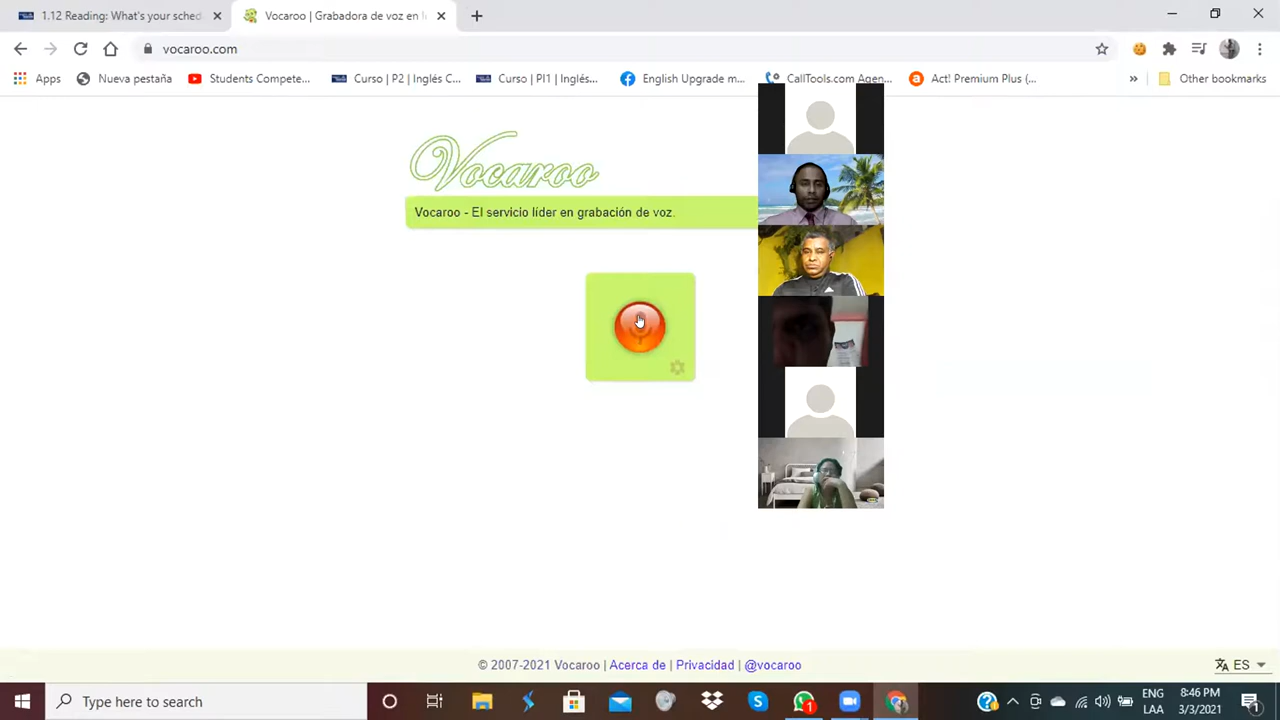 1.12 Reading: What's your sched
Vocaroo | Grabadora de voz en l
vocaroo.com
Apps
Nueva pestaña
Students Compete...
Curso | P2 | Inglés C...
Curso | PI1 | Inglés...
English Upgrade m...
CallTools.com Agen...
Act! Premium Plus (...
»
Other bookmarks
Vocaroo
Vocaroo - El servicio líder en grabación de voz.
© 2007-2021 Vocaroo | Acerca de | Privacidad | @vocaroo
ES
Type here to search
1
ENG
LAA
8:46 PM
3/3/2021
1